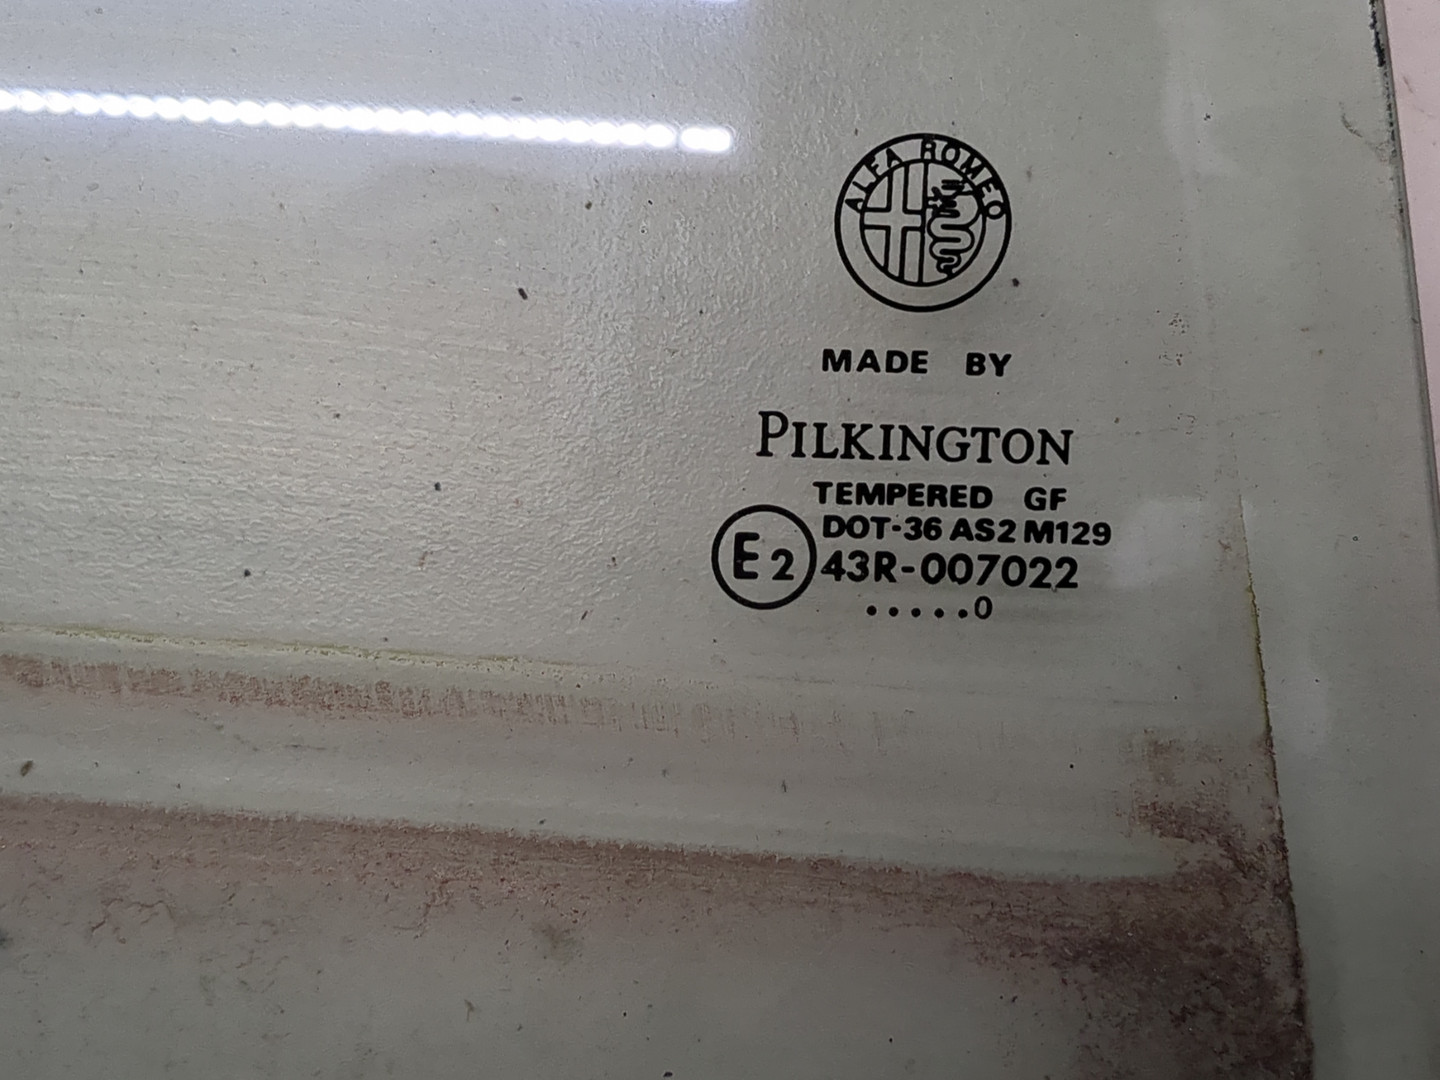 ALFA ROMEO
MADE BY
PILKINGTON
TEMPERED GF
DOT-36 AS2 M129
E2 43R-007022
.....0